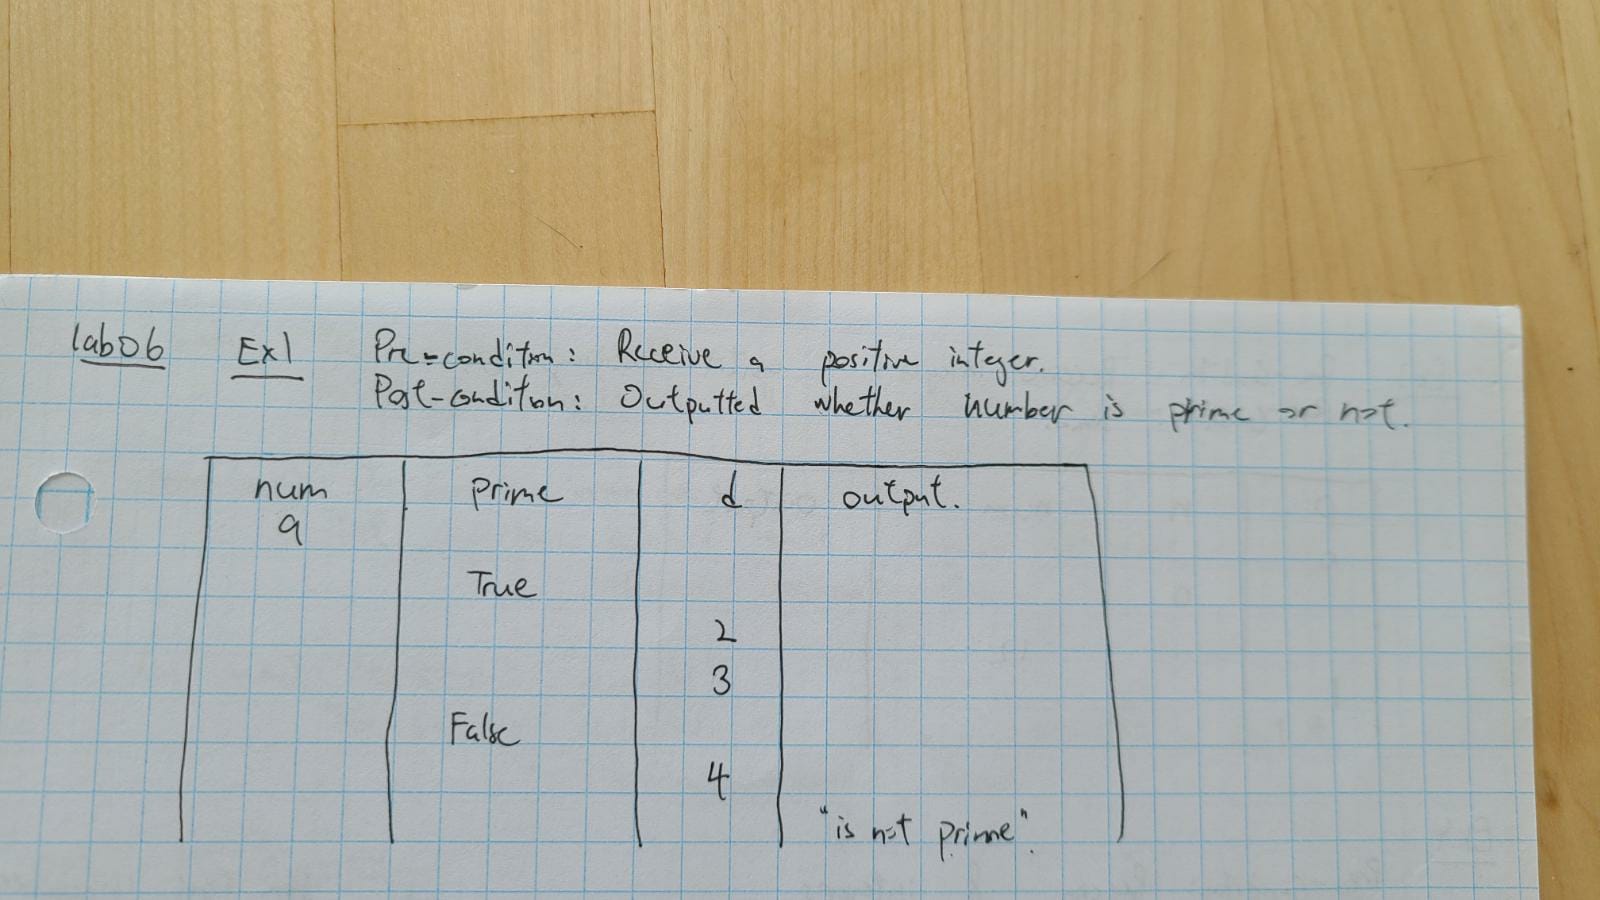 lab06 Ex1 Pre-condition: Receive a positive integer.
Post-condition: Outputted whether number is prime or not.
num prime d output.
9
True
2
3
False
4
"is not prime".